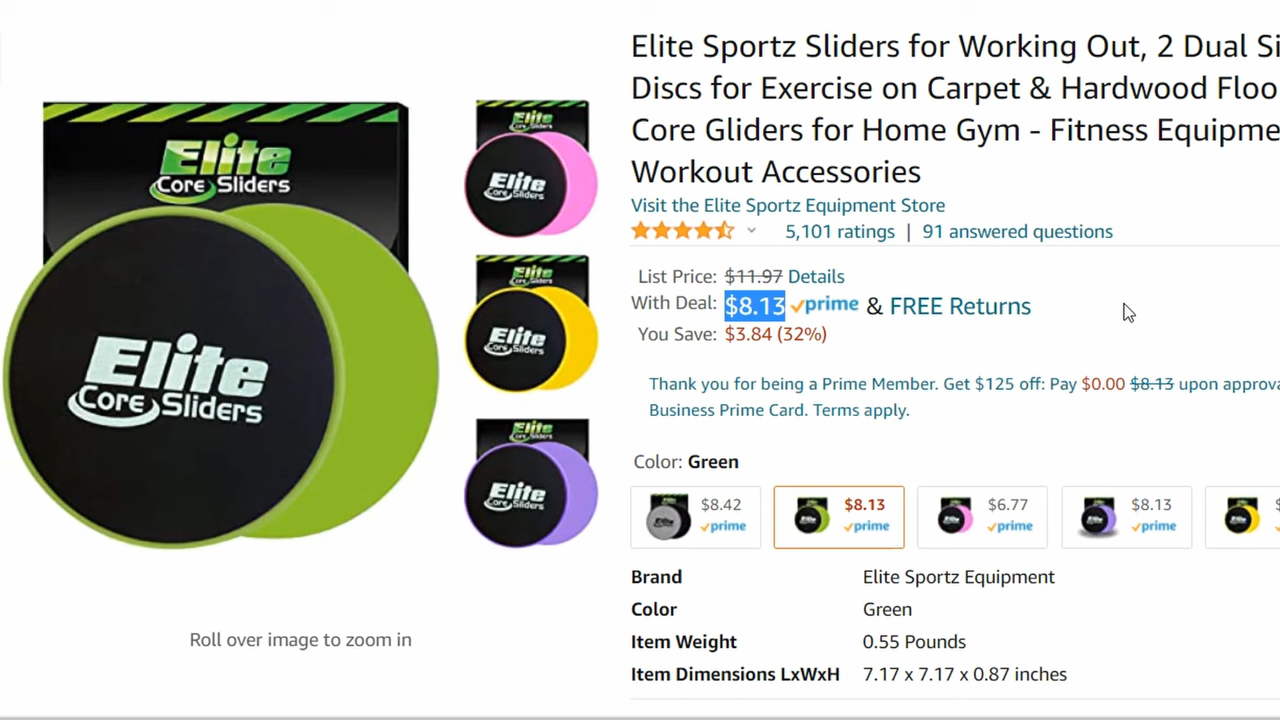 Elite
Core Sliders
Elite
Core Sliders
Elite
Core Sliders
Elite
Core Sliders
Elite
Core Sliders
Elite
Core Sliders
Elite
Core Sliders
Elite
Core Sliders
Roll over image to zoom in
Elite Sportz Sliders for Working Out, 2 Dual Si
Discs for Exercise on Carpet & Hardwood Floo
Core Gliders for Home Gym - Fitness Equipme
Workout Accessories
Visit the Elite Sportz Equipment Store
5,101 ratings | 91 answered questions
List Price: $11.97 Details
With Deal: $8.13 prime & FREE Returns
You Save: $3.84 (32%)
Thank you for being a Prime Member. Get $125 off: Pay $0.00 $8.13 upon approva
Business Prime Card. Terms apply.
Color: Green
$8.42 $8.13 $6.77 $8.13
prime prime prime prime
Brand Elite Sportz Equipment
Color Green
Item Weight 0.55 Pounds
Item Dimensions LxWxH 7.17 x 7.17 x 0.87 inches